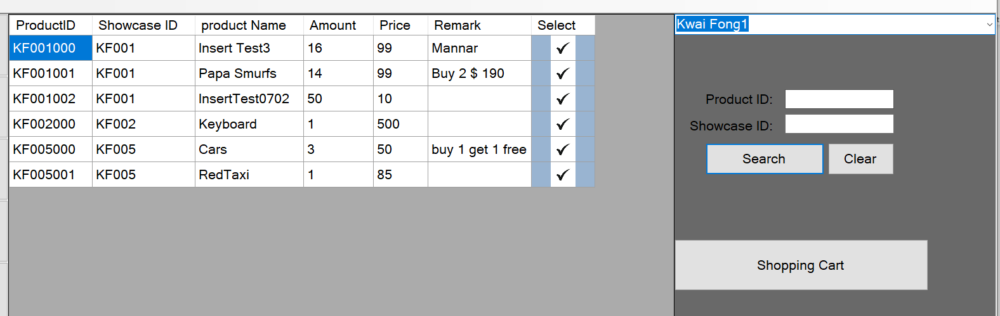 ProductID Showcase ID product Name Amount Price Remark Select
KF001000 KF001 Insert Test3 16 99 Mannar
KF001001 KF001 Papa Smurfs 14 99 Buy 2 $ 190
KF001002 KF001 InsertTest0702 50 10
KF002000 KF002 Keyboard 1 500
KF005000 KF005 Cars 3 50 buy 1 get 1 free
KF005001 KF005 RedTaxi 1 85
Kwai Fong1
Product ID:
Showcase ID:
Search Clear
Shopping Cart